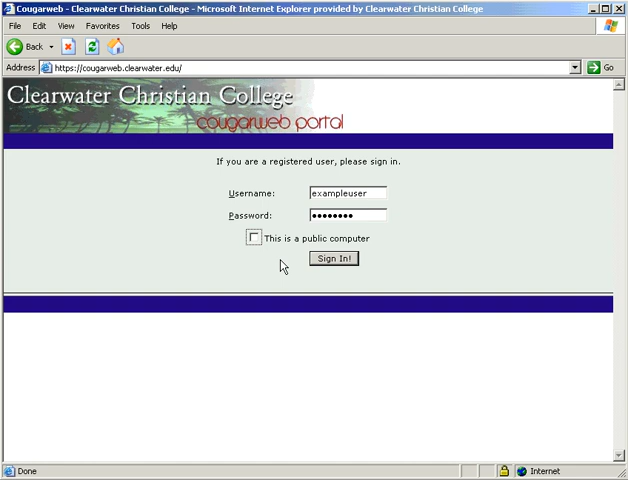 Cougarweb - Clearwater Christian College - Microsoft Internet Explorer provided by Clearwater Christian College
File Edit View Favorites Tools Help
Back
Address https://cougarweb.clearwater.edu/ Go
Clearwater Christian College
cougarweb portal
If you are a registered user, please sign in.
Username: exampleuser
Password: ••••••••
This is a public computer
Sign In!
Done Internet